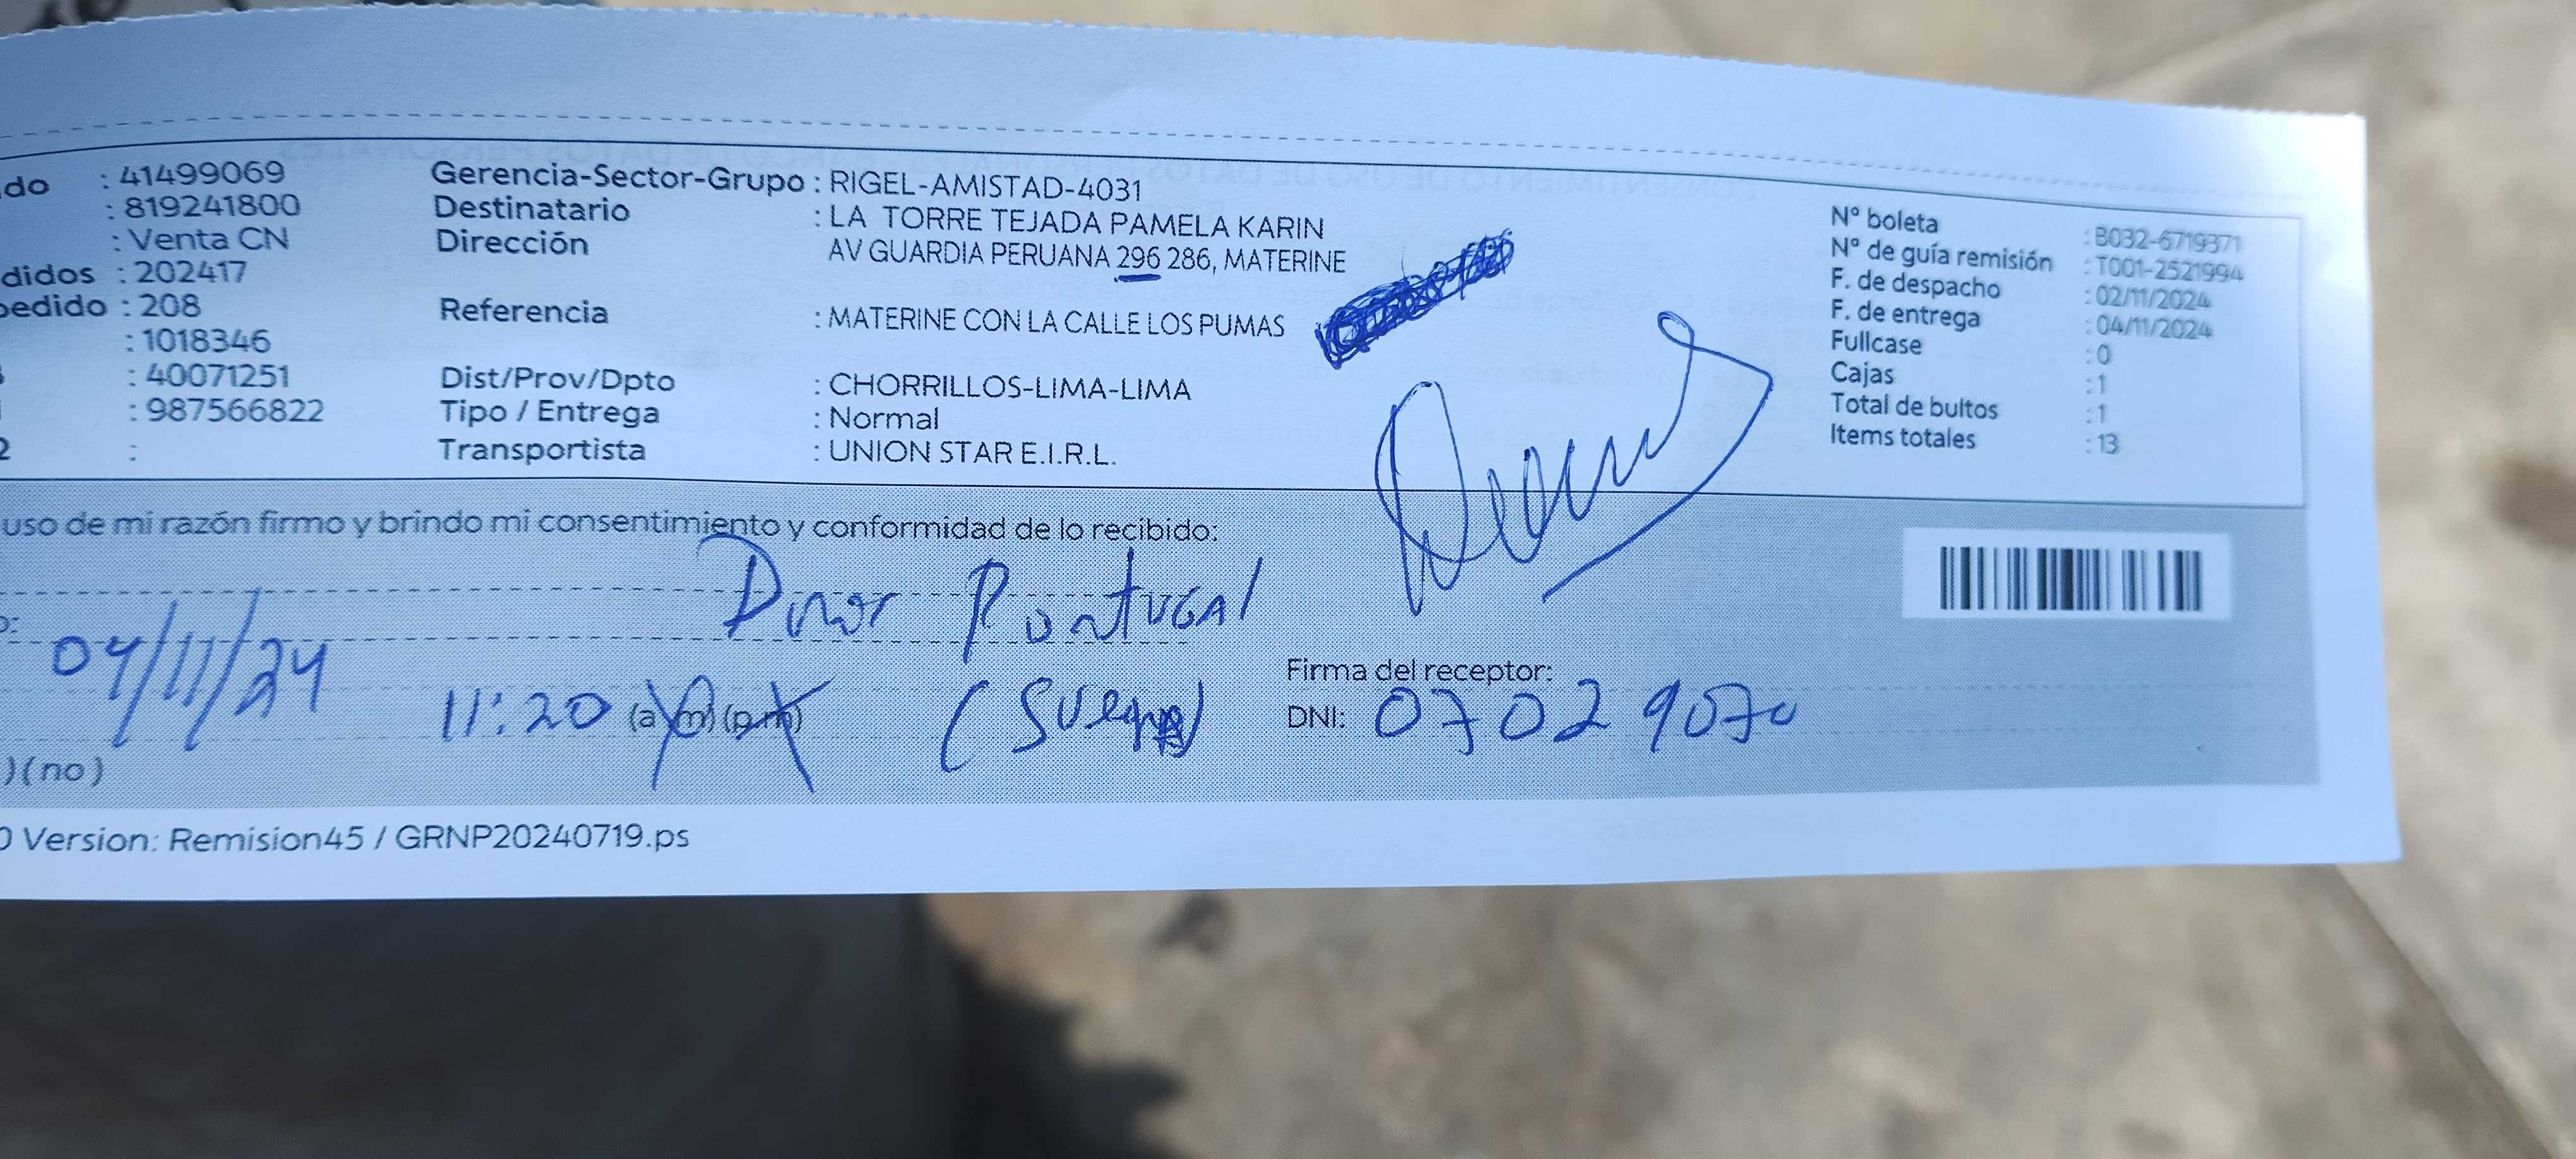 do : 41499069
: 819241800
: Venta CN
didos : 202417
pedido : 208
: 1018346
: 40071251
: 987566822
2 :
Gerencia-Sector-Grupo : RIGEL-AMISTAD-4031
Destinatario : LA TORRE TEJADA PAMELA KARIN
Dirección AV GUARDIA PERUANA 296 286, MATERINE
Referencia : MATERINE CON LA CALLE LOS PUMAS
Dist/Prov/Dpto : CHORRILLOS-LIMA-LIMA
Tipo / Entrega : Normal
Transportista : UNION STAR E.I.R.L.
N° boleta : B032-6719371
N° de guía remisión : T001-2521994
F. de despacho : 02/11/2024
F. de entrega : 04/11/2024
Fullcase : 0
Cajas : 1
Total de bultos : 1
Items totales : 13
uso de mi razón firmo y brindo mi consentimiento y conformidad de lo recibido:
Portugal
04/11/24
11:20 (a.m) (p.m)
Firma del receptor:
DNI: 07029070
)(no)
Version: Remision45 / GRNP20240719.ps